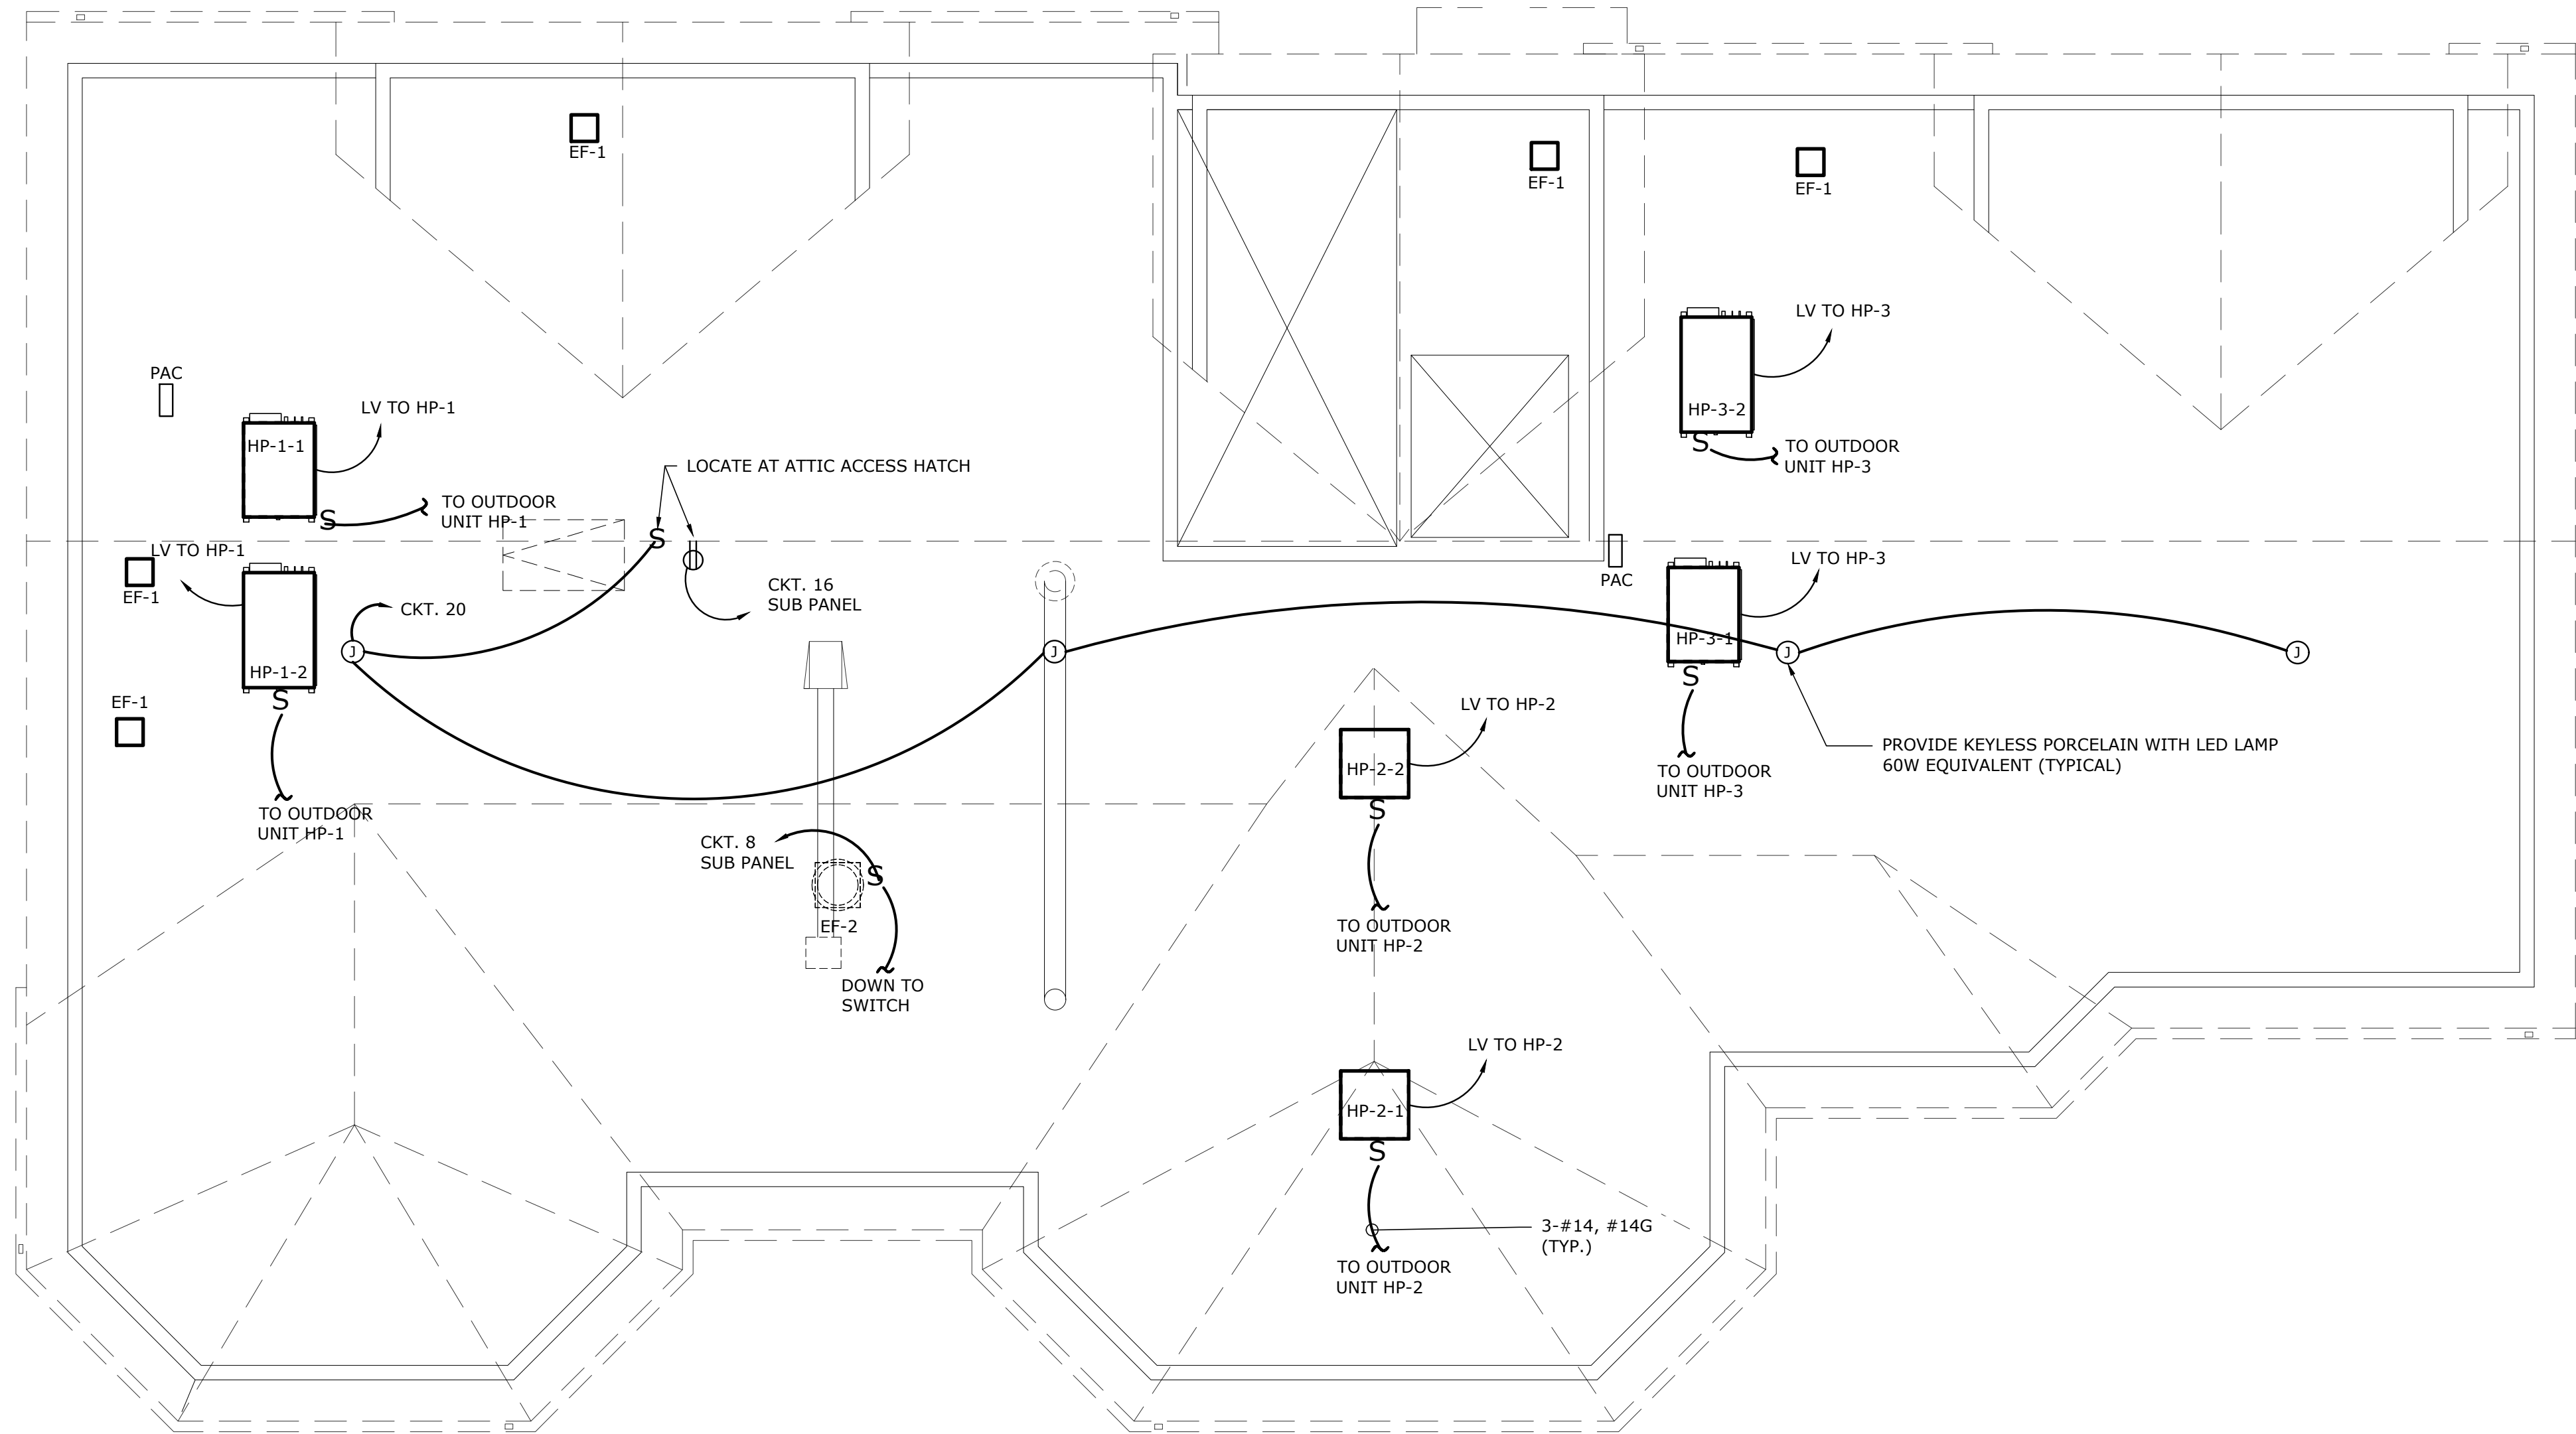 EF-1
EF-1
EF-1
LV TO HP-3
PAC
LV TO HP-1
HP-3-2
HP-1-1
TO OUTDOOR
UNIT HP-3
LOCATE AT ATTIC ACCESS HATCH
S
TO OUTDOOR
UNIT HP-1
S
S
LV TO HP-1
LV TO HP-3
PAC
CKT. 16
SUB PANEL
EF-1
CKT. 20
HP-3-1
J
J
J
J
HP-1-2
S
EF-1
S
LV TO HP-2
PROVIDE KEYLESS PORCELAIN WITH LED LAMP
60W EQUIVALENT (TYPICAL)
HP-2-2
TO OUTDOOR
UNIT HP-3
S
TO OUTDOOR
UNIT HP-1
CKT. 8
SUB PANEL
S
EF-2
TO OUTDOOR
UNIT HP-2
DOWN TO
SWITCH
LV TO HP-2
HP-2-1
S
3-#14, #14G
(TYP.)
TO OUTDOOR
UNIT HP-2